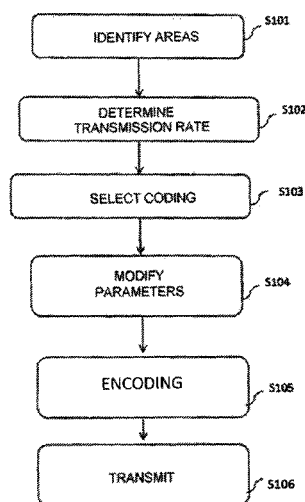 IDENTIFY AREAS
S101
DETERMINE
TRANSMISSION RATE
S102
SELECT CODING
S103
MODIFY
PARAMETERS
S104
ENCODING
S105
TRANSMIT
S106